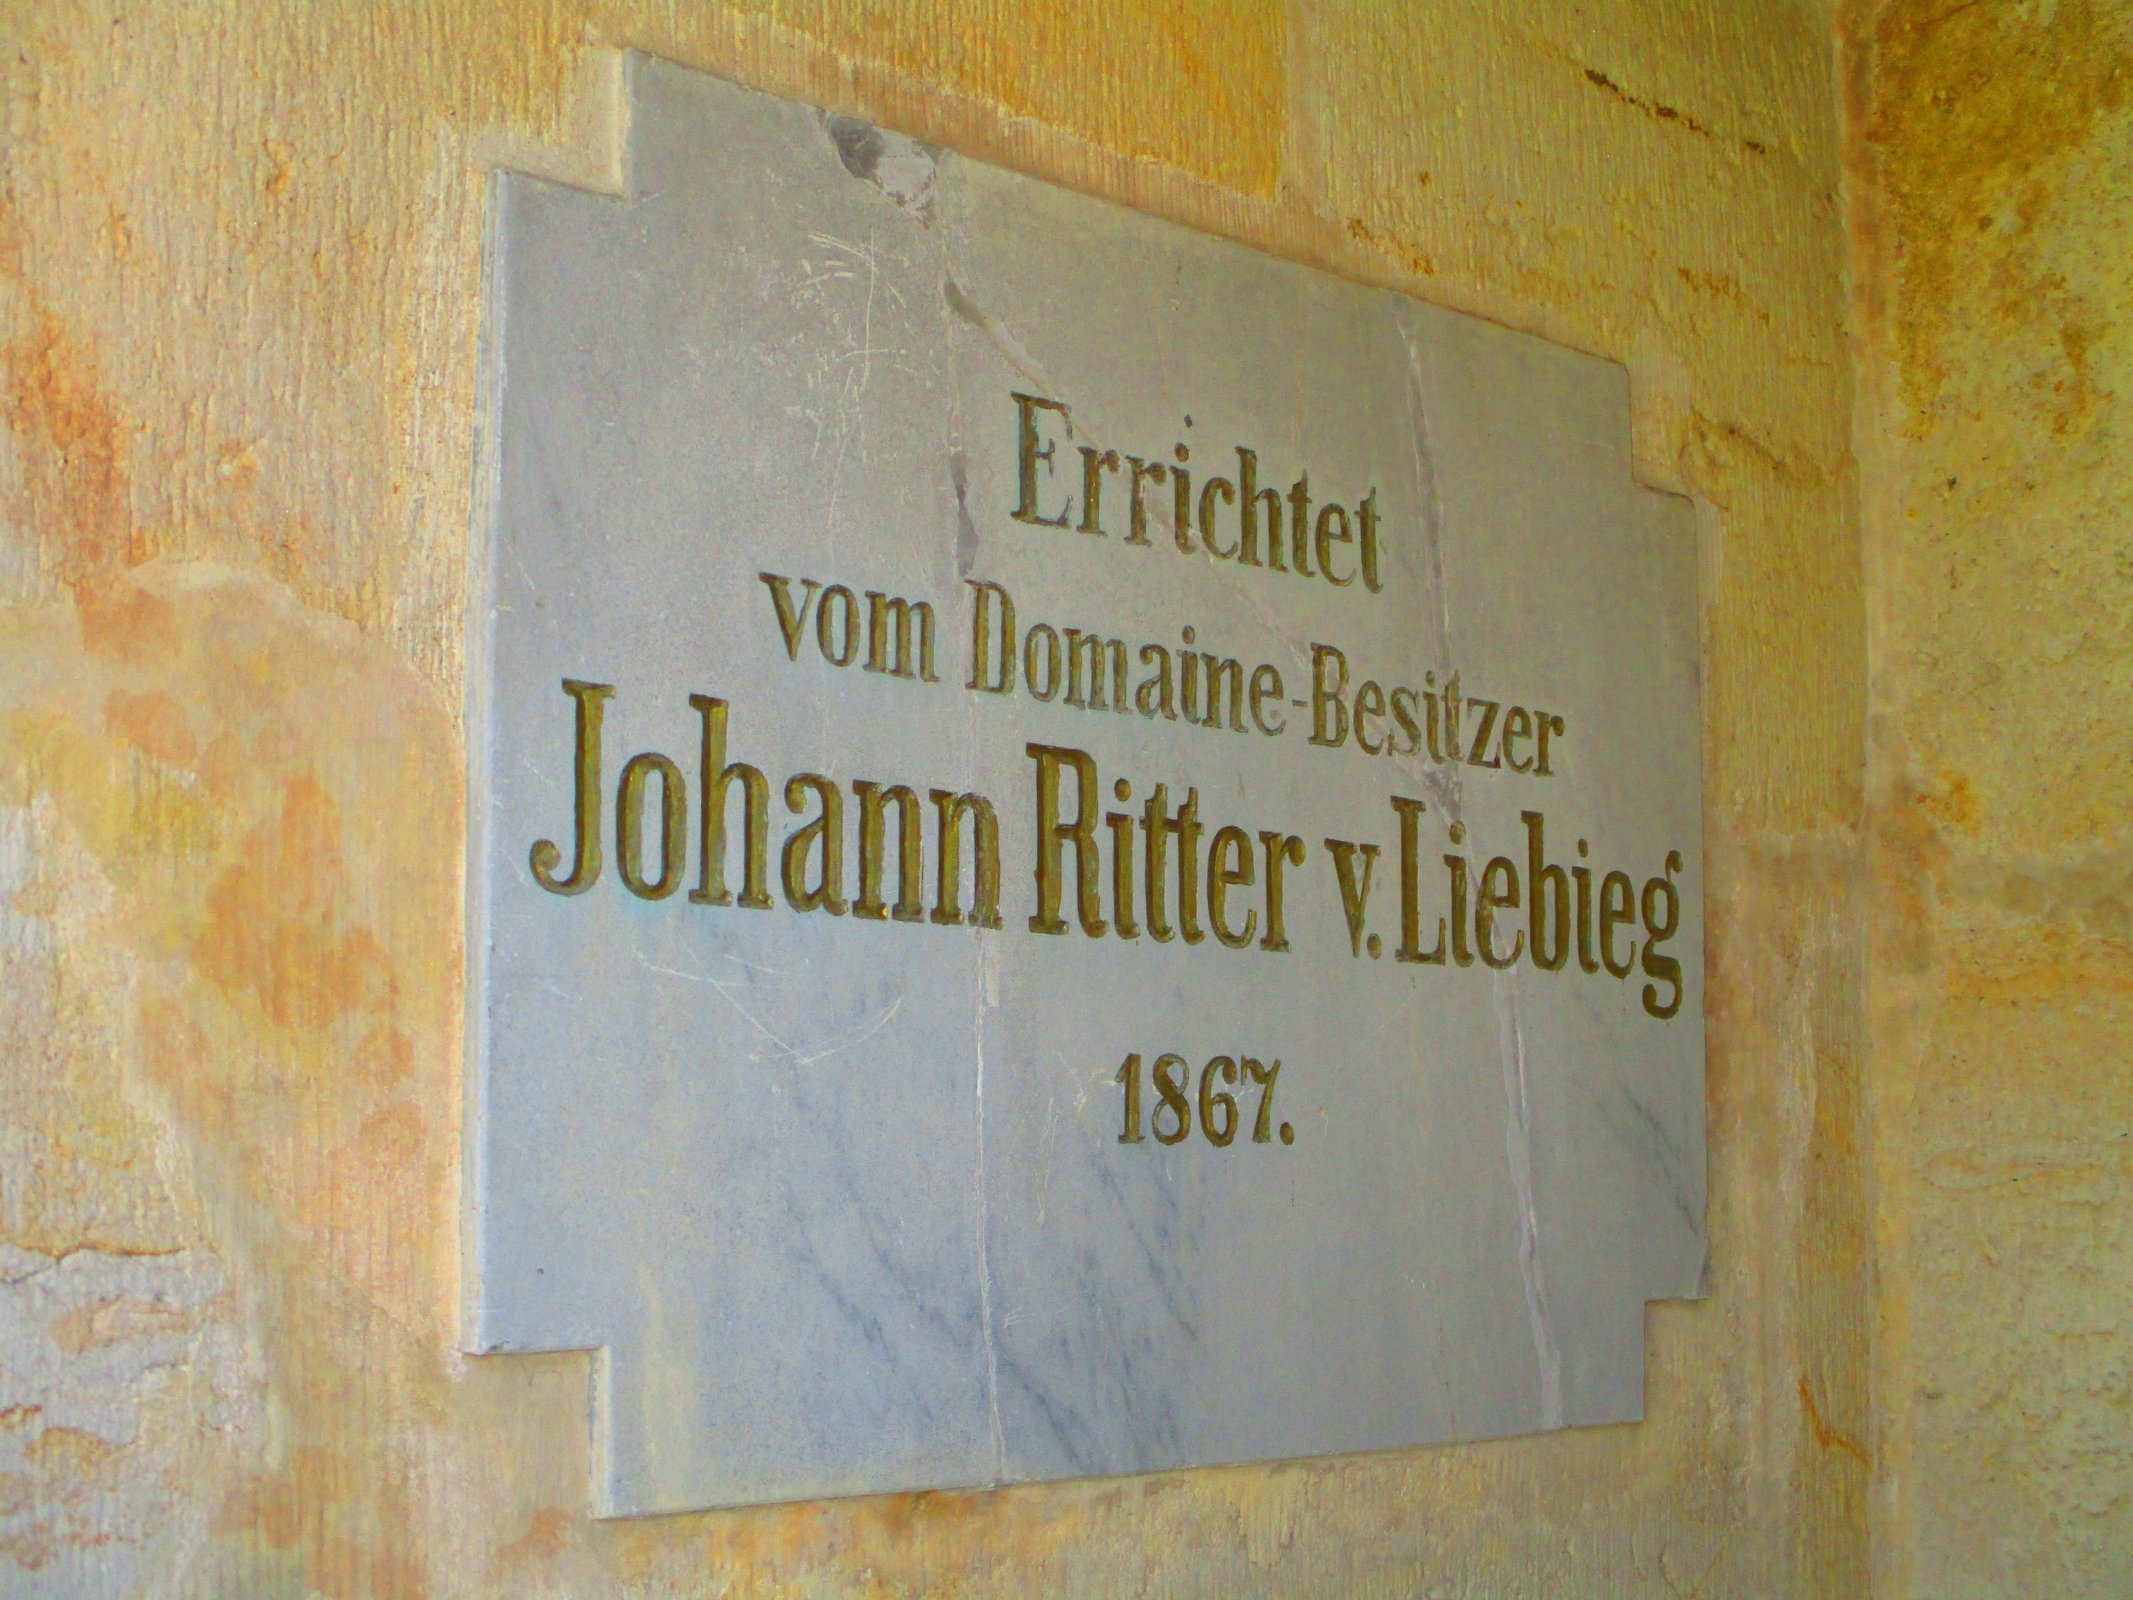 Errichtet
vom Domaine-Besitzer
Johann Ritter v. Liebieg
1867.